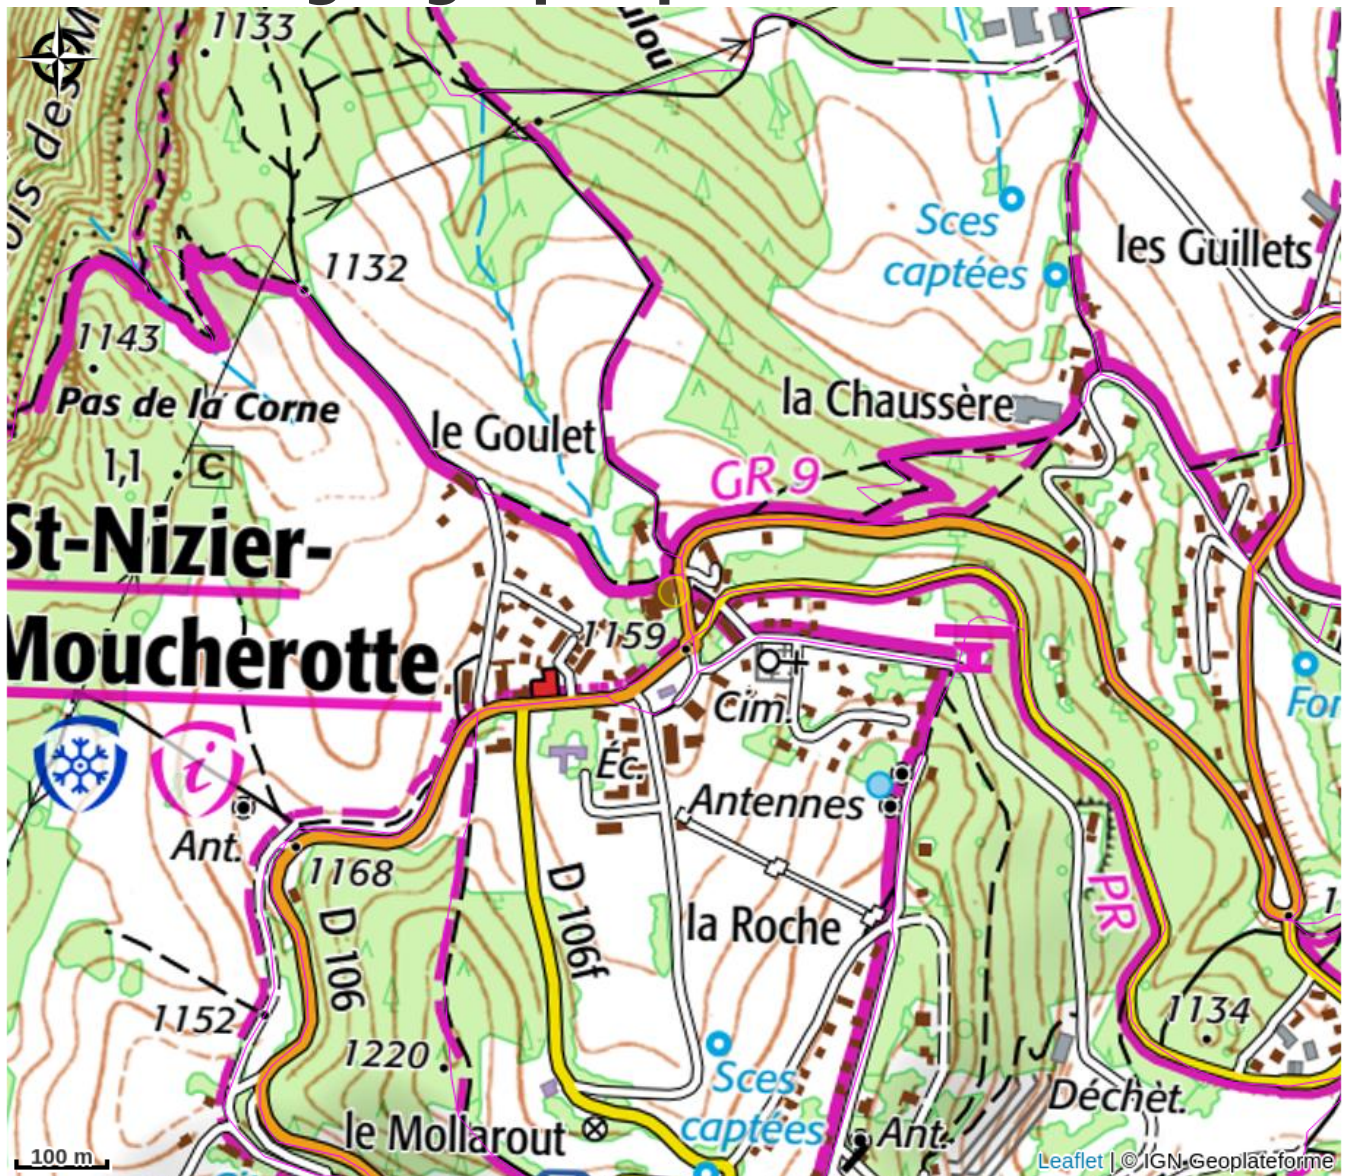 1133
Sces
captées
les Guillets
1132
1143
Pas de la Corne
la Chaussère
le Goulet
1,1
C
GR 9
St-Nizier-
Moucherotte
1159
Cim.
Éc.
Antennes
Ant.
1168
D 106
D 106f
la Roche
PR
1152
1134
1220
Sces
captées
Déchèt.
le Mollarout
Ant.
100 m
Leaflet | © IGN-Geoplateforme